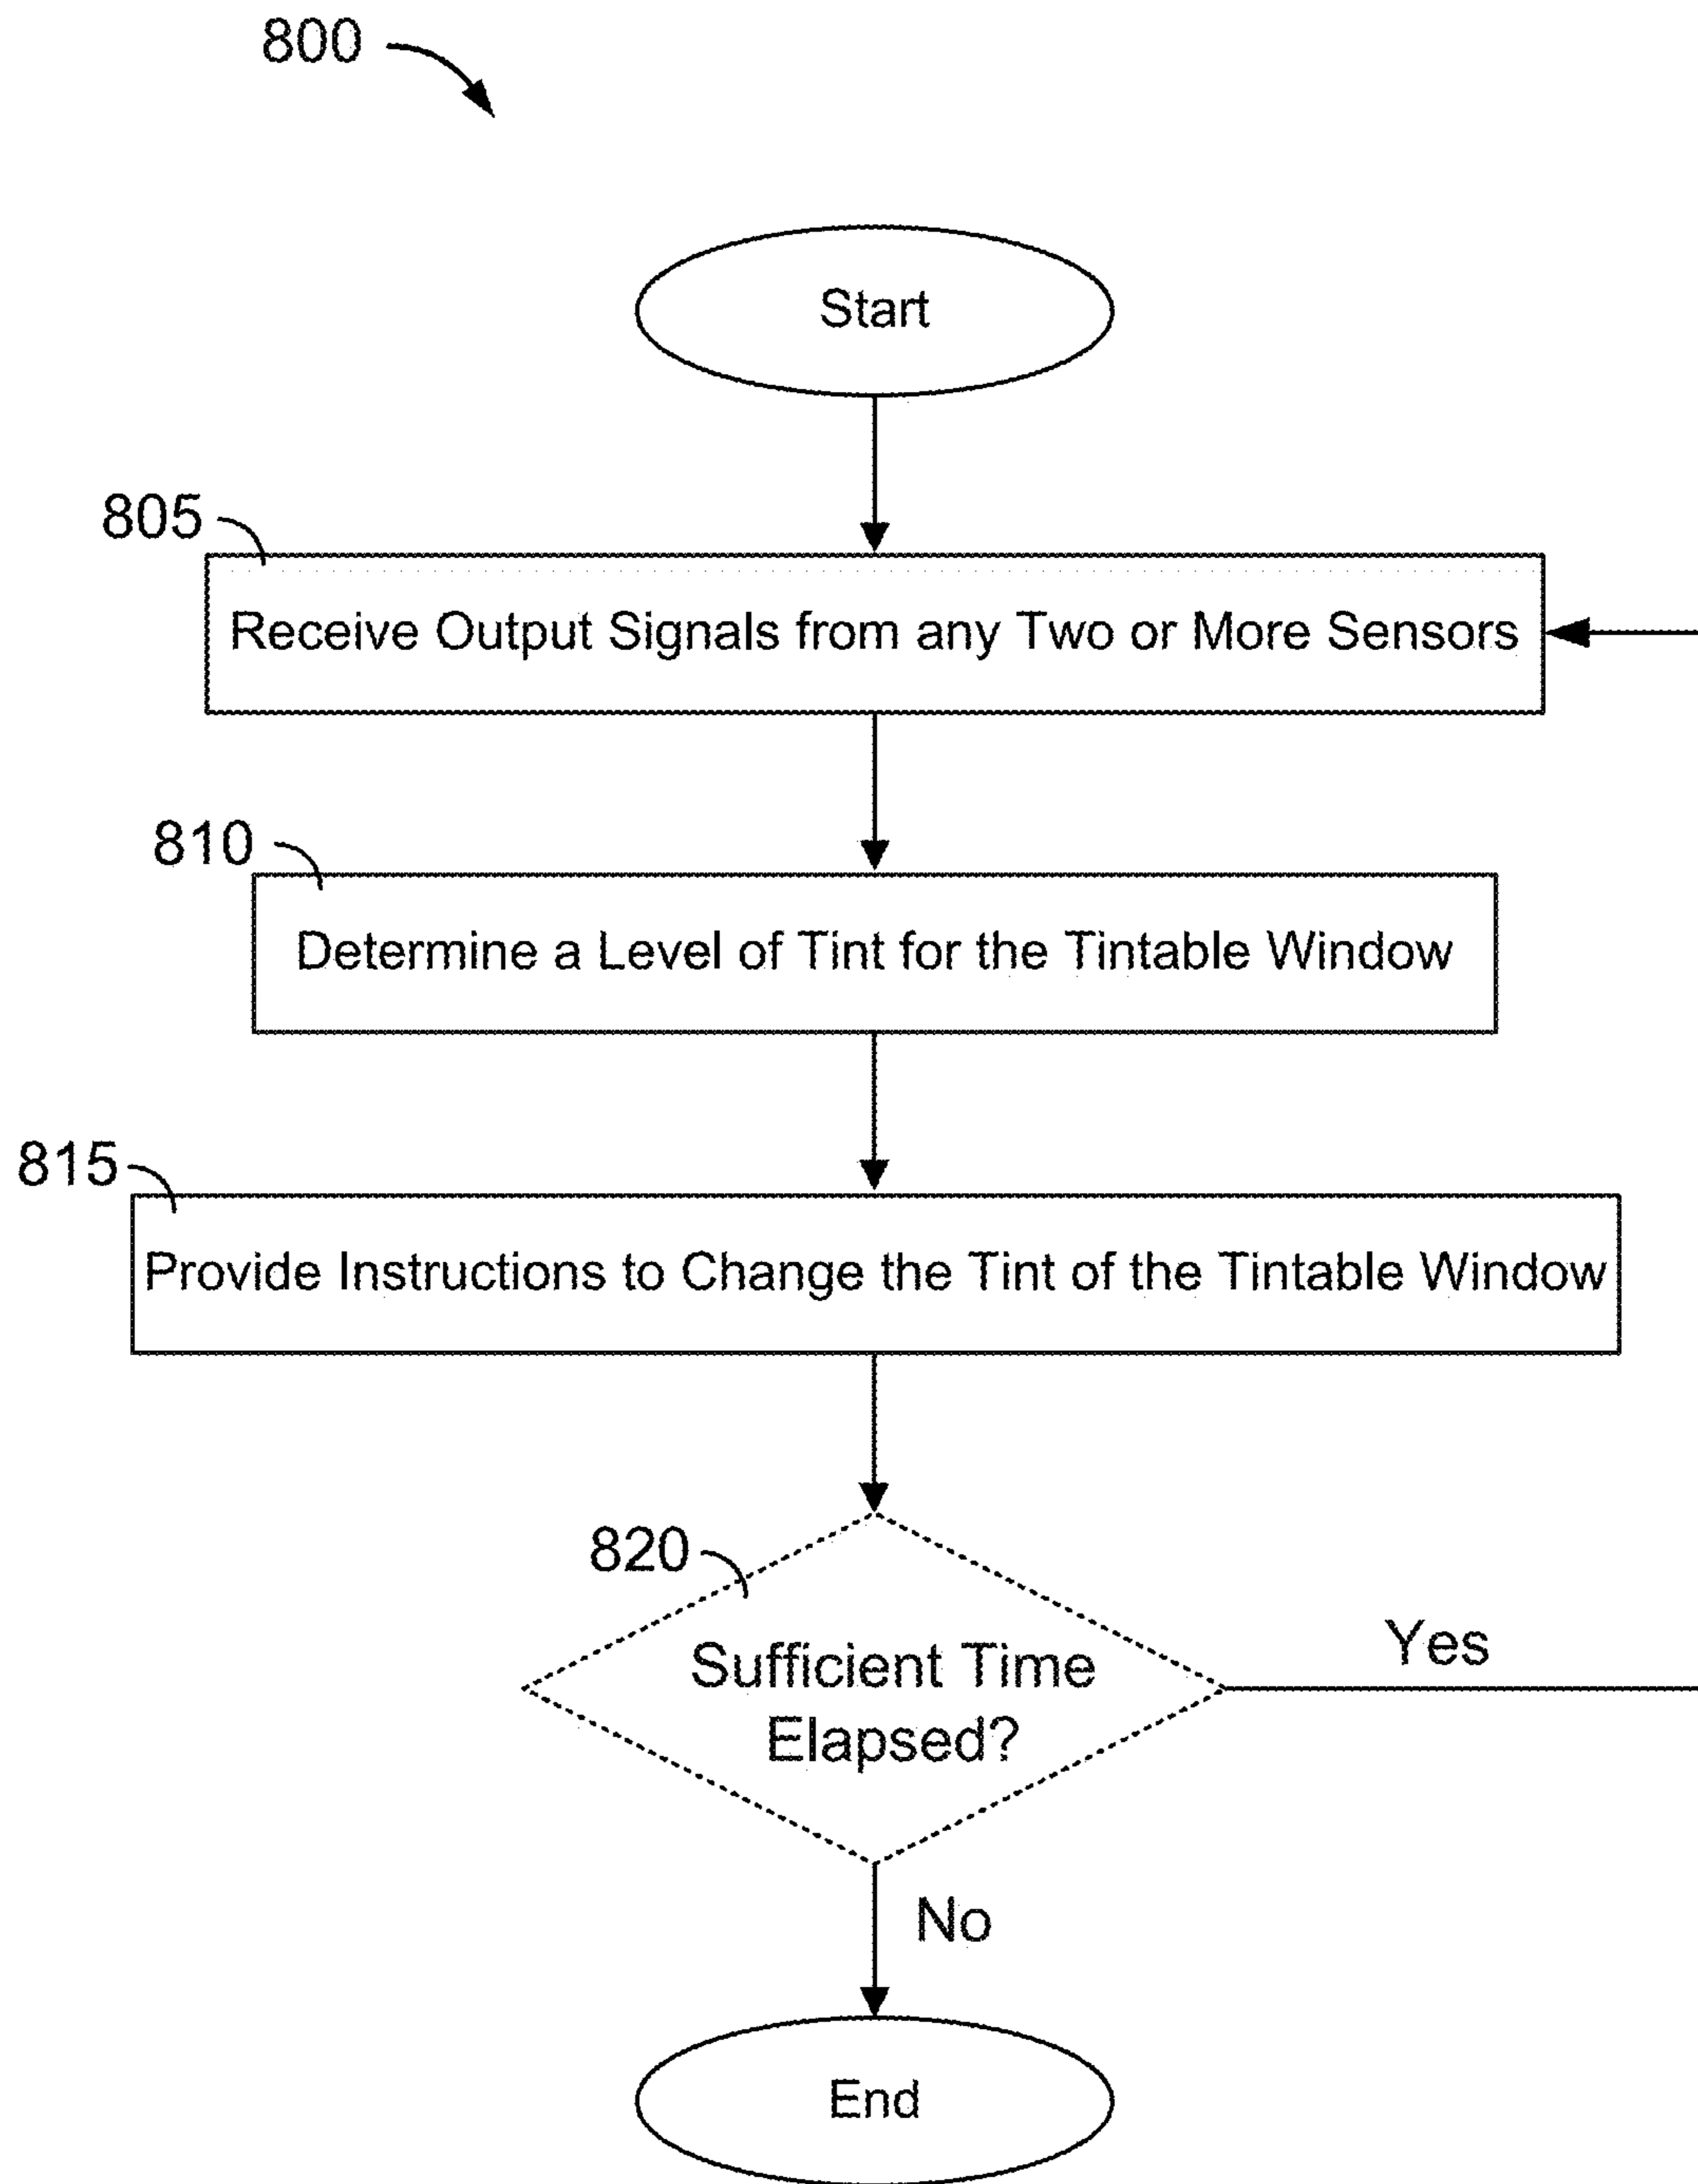 800
Start
805
Receive Output Signals from any Two or More Sensors
810
Determine a Level of Tint for the Tintable Window
815
Provide Instructions to Change the Tint of the Tintable Window
820
Sufficient Time
Elapsed?
Yes
No
End